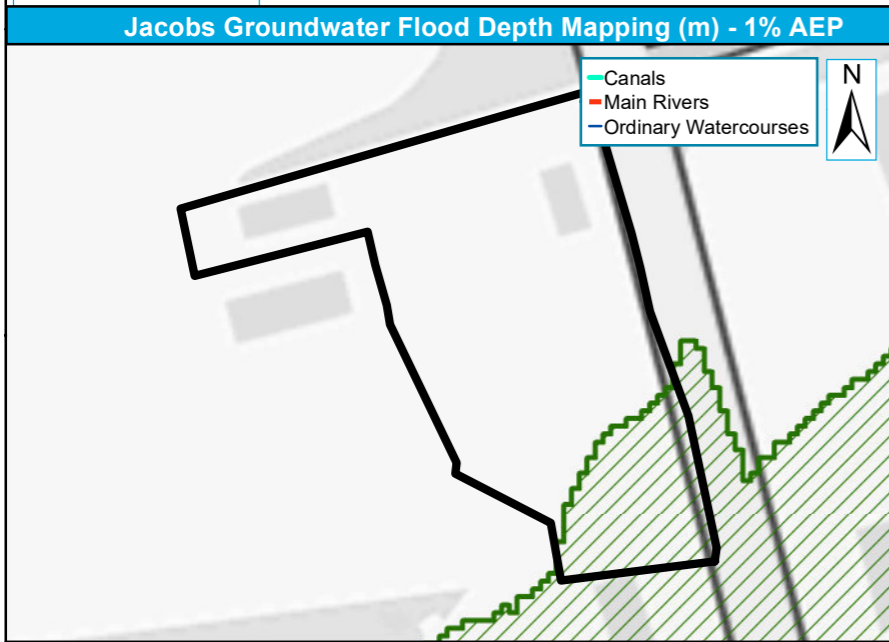 Jacobs Groundwater Flood Depth Mapping (m) - 1% AEP
Canals
Main Rivers
Ordinary Watercourses
N